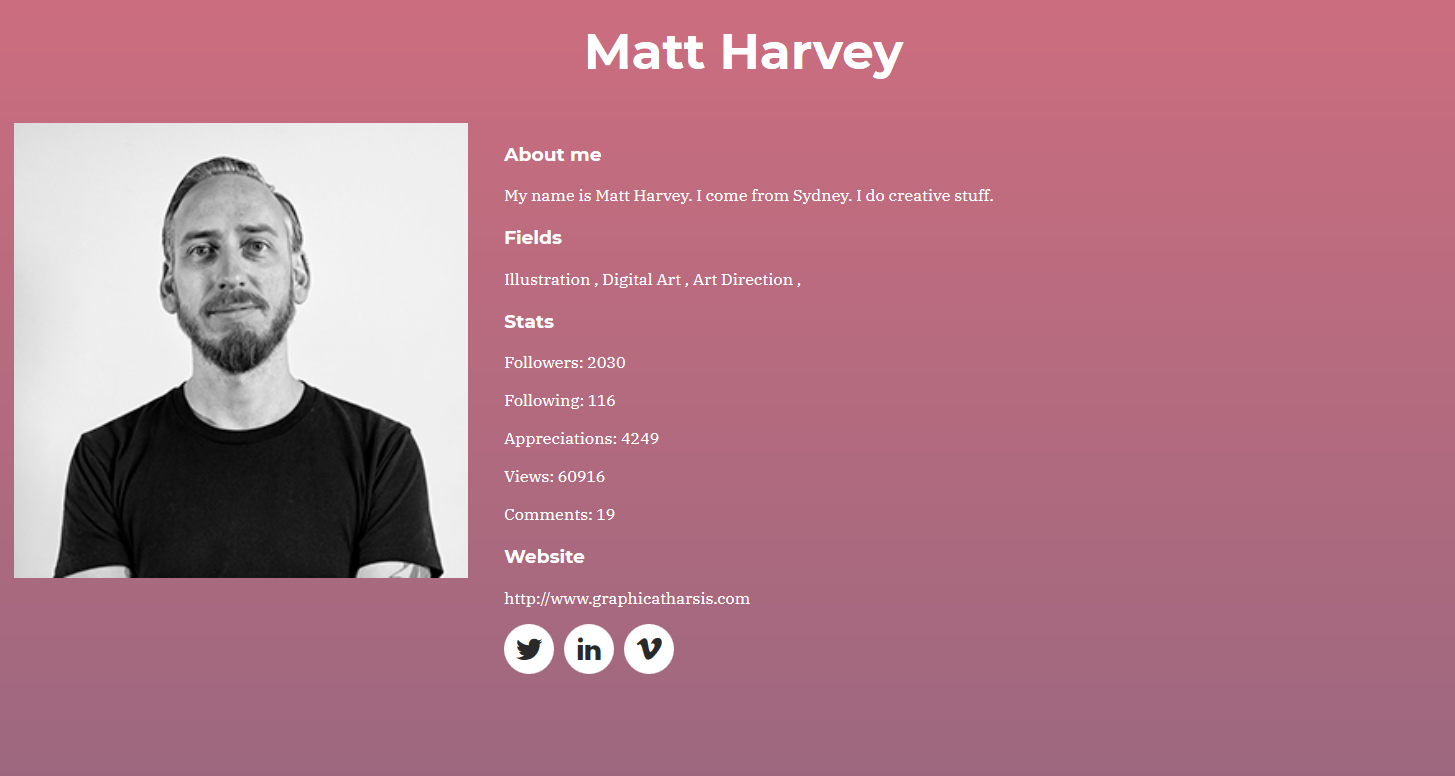 Matt Harvey
About me
My name is Matt Harvey. I come from Sydney. I do creative stuff.
Fields
Illustration , Digital Art , Art Direction ,
Stats
Followers: 2030
Following: 116
Appreciations: 4249
Views: 60916
Comments: 19
Website
http://www.graphicatharsis.com
in